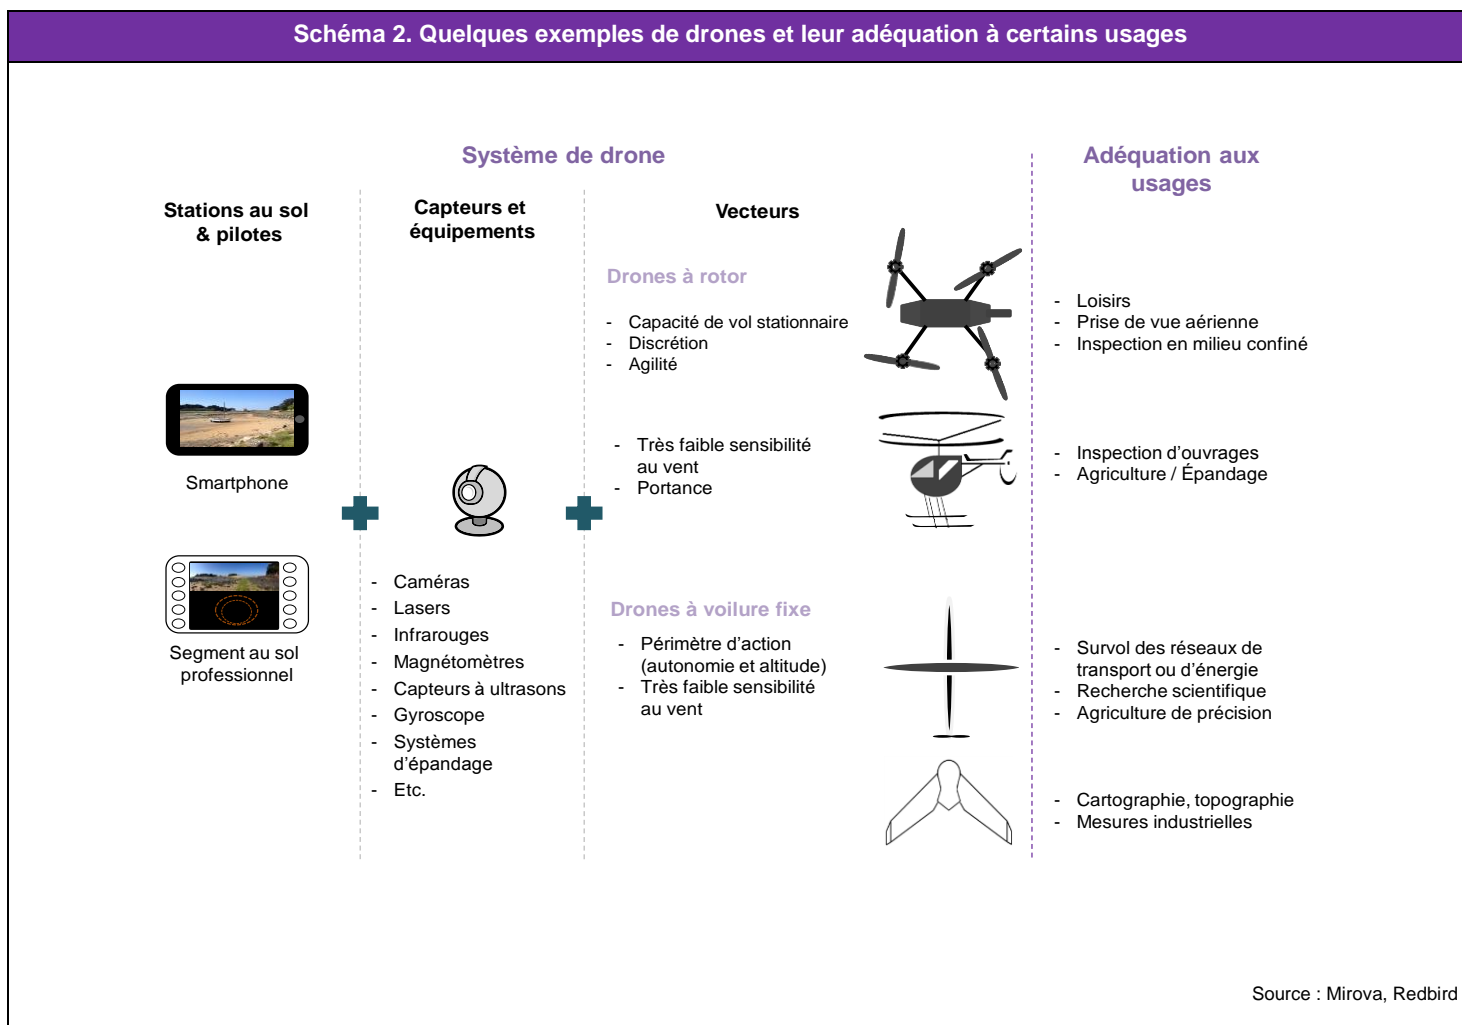 Schéma 2. Quelques exemples de drones et leur adéquation à certains usages
Système de drone
Adéquation aux
usages
Stations au sol
& pilotes
Capteurs et
équipements
Vecteurs
Smartphone
Segment au sol
professionnel
- Caméras
- Lasers
- Infrarouges
- Magnétomètres
- Capteurs à ultrasons
- Gyroscope
- Systèmes
d’épandage
- Etc.
Drones à rotor
- Capacité de vol stationnaire
- Discrétion
- Agilité
- Très faible sensibilité
au vent
- Portance
Drones à voilure fixe
- Périmètre d’action
(autonomie et altitude)
- Très faible sensibilité
au vent
- Loisirs
- Prise de vue aérienne
- Inspection en milieu confiné
- Inspection d’ouvrages
- Agriculture / Épandage
- Survol des réseaux de
transport ou d’énergie
- Recherche scientifique
- Agriculture de précision
- Cartographie, topographie
- Mesures industrielles
Source : Mirova, Redbird